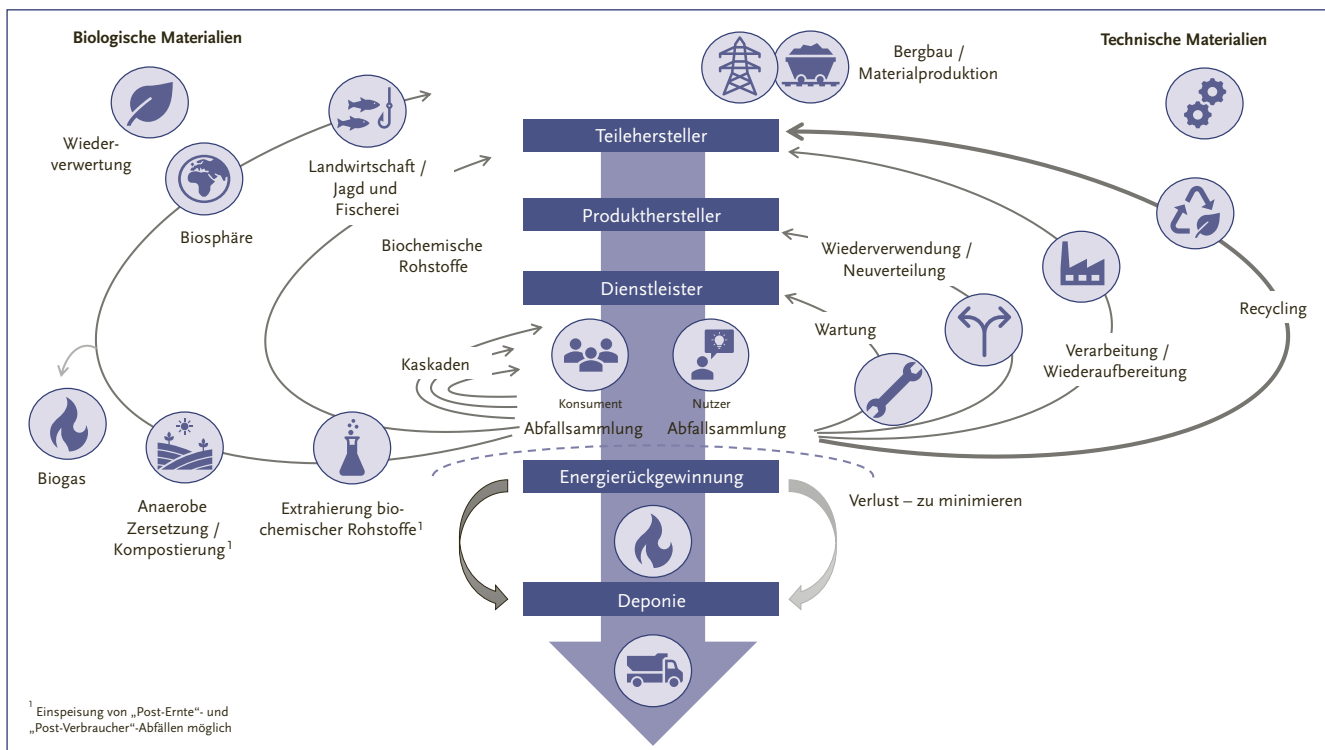 Biologische Materialien
Technische Materialien
Bergbau /
Materialproduktion
Wieder-
verwertung
Landwirtschaft /
Jagd und
Fischerei
Biosphäre
Biochemische
Rohstoffe
Teilehersteller
Produkthersteller
Dienstleister
Wiederverwendung /
Neuverteilung
Wartung
Recycling
Verarbeitung /
Wiederaufbereitung
Kaskaden
Konsument
Nutzer
Abfallsammlung
Abfallsammlung
Biogas
Anaerobe
Zersetzung /
Kompostierung¹
Extrahierung bio-
chemischer Rohstoffe¹
Energierückgewinnung
Verlust – zu minimieren
Deponie
¹ Einspeisung von „Post-Ernte“- und
„Post-Verbraucher“-Abfällen möglich